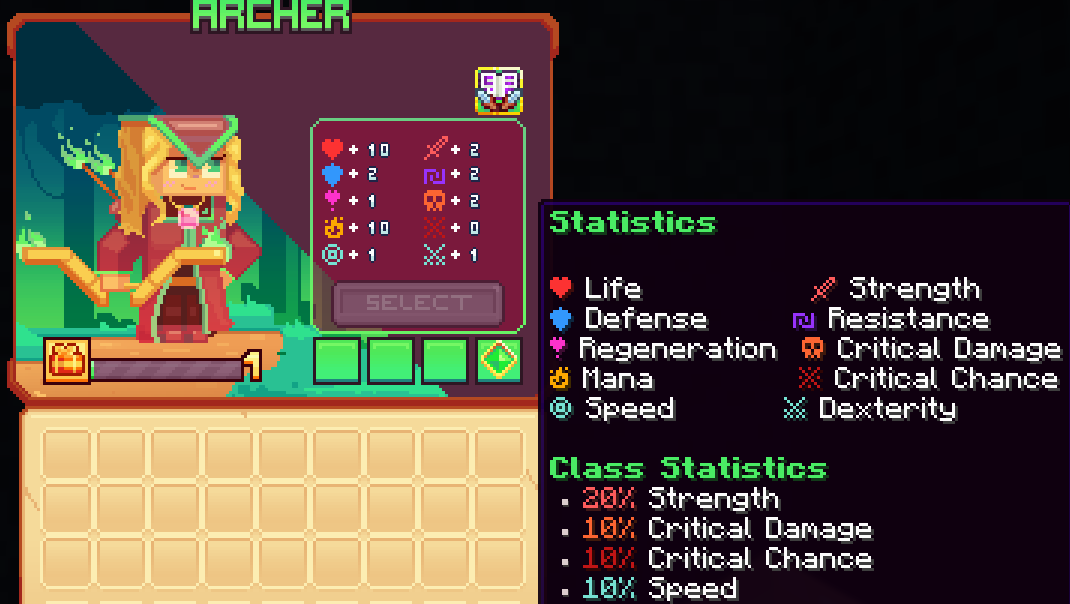 ARCHER
+ 10 + 2
+ 2 + 2
+ 1 + 2
+ 10 + 0
+ 1 + 1
SELECT
1
Statistics
Life Strength
Defense Resistance
Regeneration Critical Damage
Mana Critical Chance
Speed Dexterity
Class Statistics
• 20% Strength
• 10% Critical Damage
• 10% Critical Chance
• 10% Speed